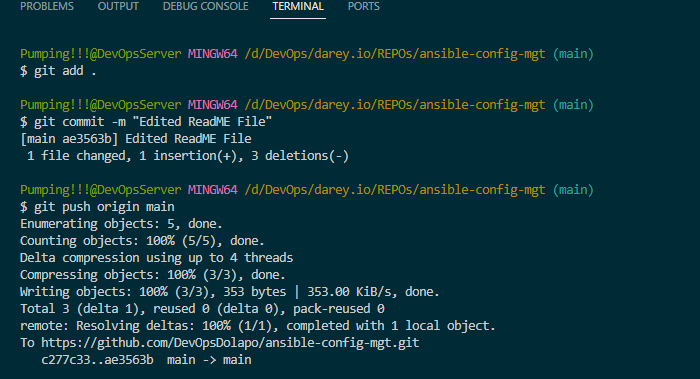 PROBLEMS OUTPUT DEBUG CONSOLE TERMINAL PORTS
Pumping!!!@DevOpsServer MINGW64 /d/DevOps/darey.io/REPOs/ansible-config-mgt (main)
$ git add .
Pumping!!!@DevOpsServer MINGW64 /d/DevOps/darey.io/REPOs/ansible-config-mgt (main)
$ git commit -m "Edited ReadME File"
[main ae3563b] Edited ReadME File
1 file changed, 1 insertion(+), 3 deletions(-)
Pumping!!!@DevOpsServer MINGW64 /d/DevOps/darey.io/REPOs/ansible-config-mgt (main)
$ git push origin main
Enumerating objects: 5, done.
Counting objects: 100% (5/5), done.
Delta compression using up to 4 threads
Compressing objects: 100% (3/3), done.
Writing objects: 100% (3/3), 353 bytes | 353.00 KiB/s, done.
Total 3 (delta 1), reused 0 (delta 0), pack-reused 0
remote: Resolving deltas: 100% (1/1), completed with 1 local object.
To https://github.com/DevOpsDolapo/ansible-config-mgt.git
c277c33..ae3563b main -> main